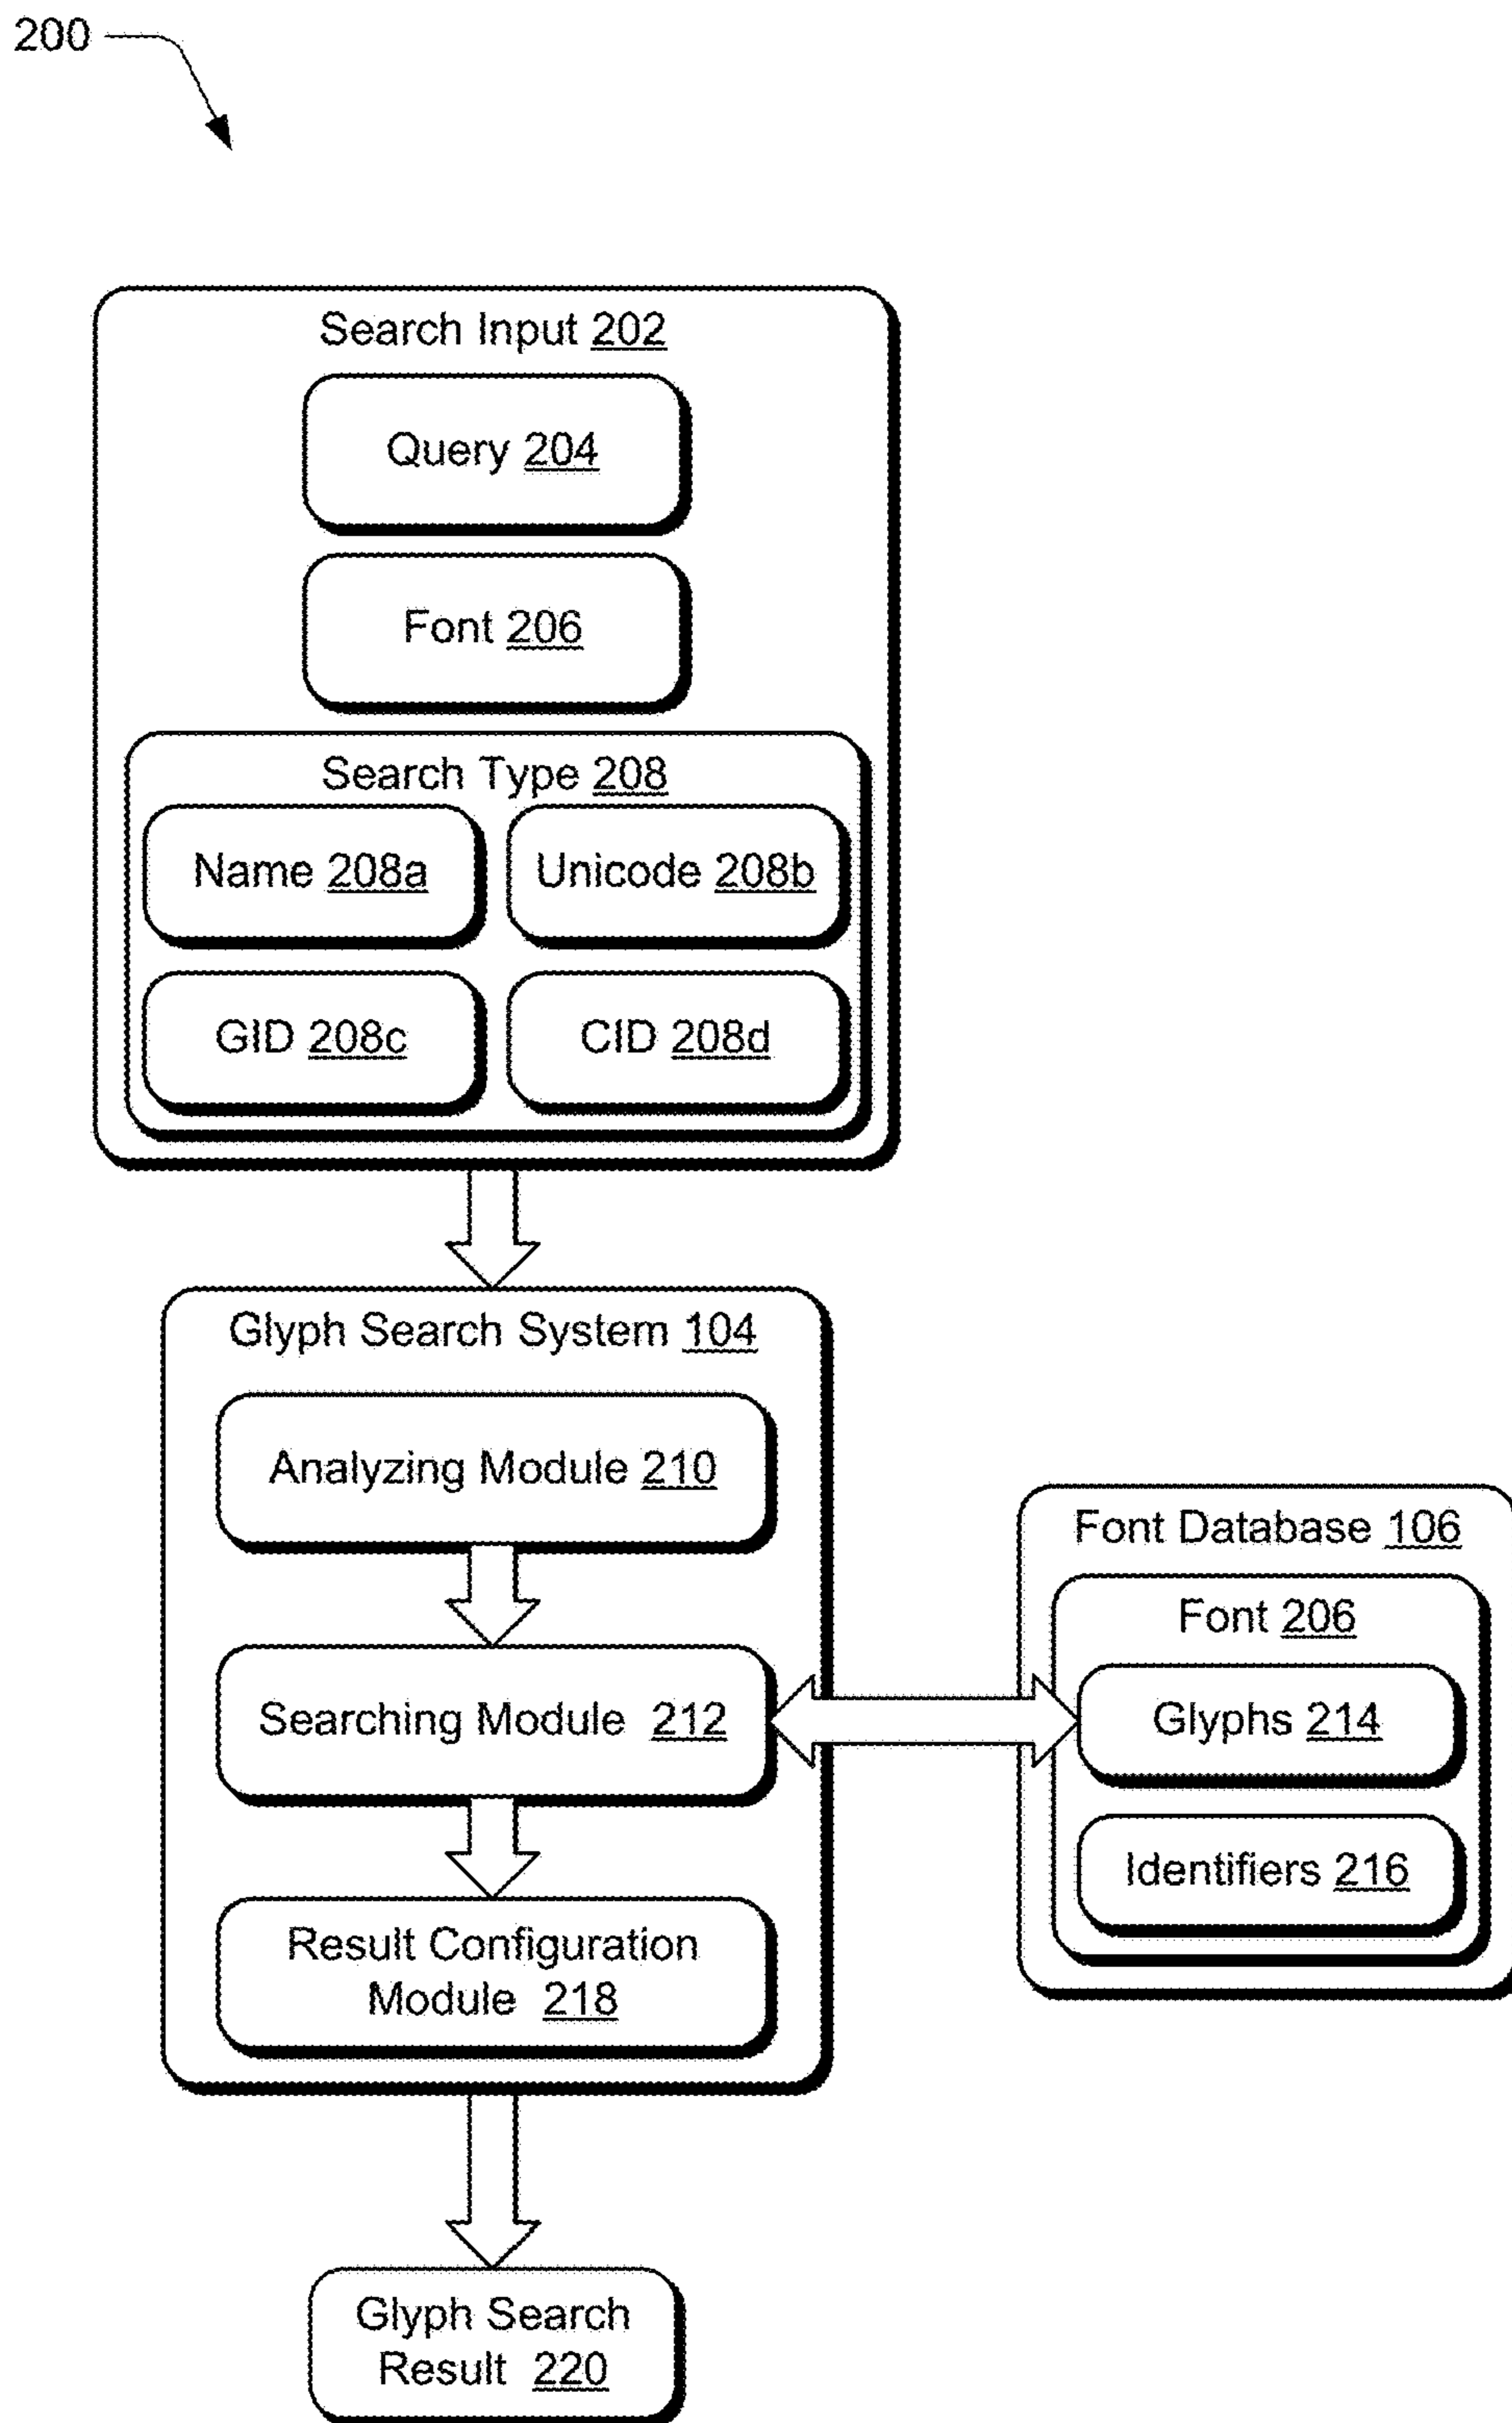 200
Search Input 202
Query 204
Font 206
Search Type 208
Name 208a
Unicode 208b
GID 208c
CID 208d
Glyph Search System 104
Analyzing Module 210
Searching Module 212
Result Configuration
Module 218
Font Database 106
Font 206
Glyphs 214
Identifiers 216
Glyph Search
Result 220